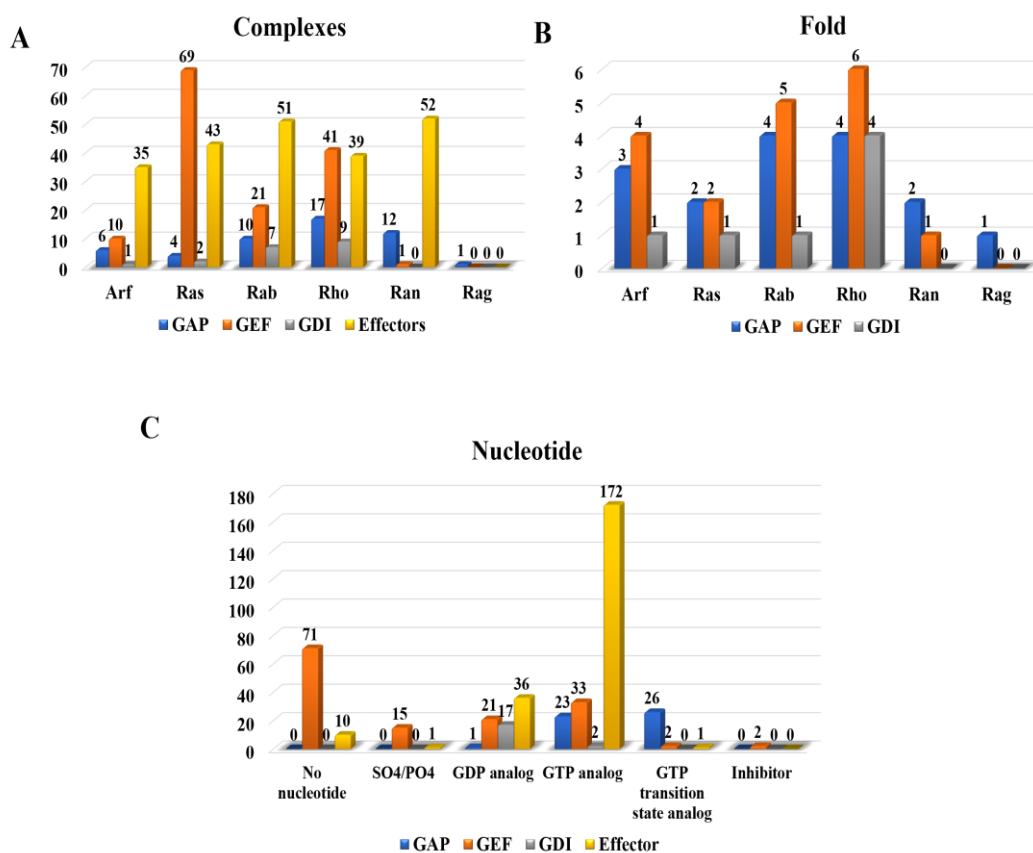 A
Complexes
70
60
50
40
30
20
10
0
6 10 1 35
4 69 2 43
10 21 7 51
17 41 9 39
12 1 0 52
1 0 0 0
Arf Ras Rab Rho Ran Rag
GAP GEF GDI Effectors
B
Fold
6
5
4
3
2
1
0
3 4 1
2 2 1
4 5 1
4 6 4
2 1 0
1 0 0
Arf Ras Rab Rho Ran Rag
GAP GEF GDI
C
Nucleotide
180
160
140
120
100
80
60
40
20
0
0 71 0 10
0 15 0 1
1 21 17 36
23 33 2 172
26 2 0 1
0 2 0 0
No nucleotide
SO4/PO4
GDP analog
GTP analog
GTP transition state analog
Inhibitor
GAP GEF GDI Effector